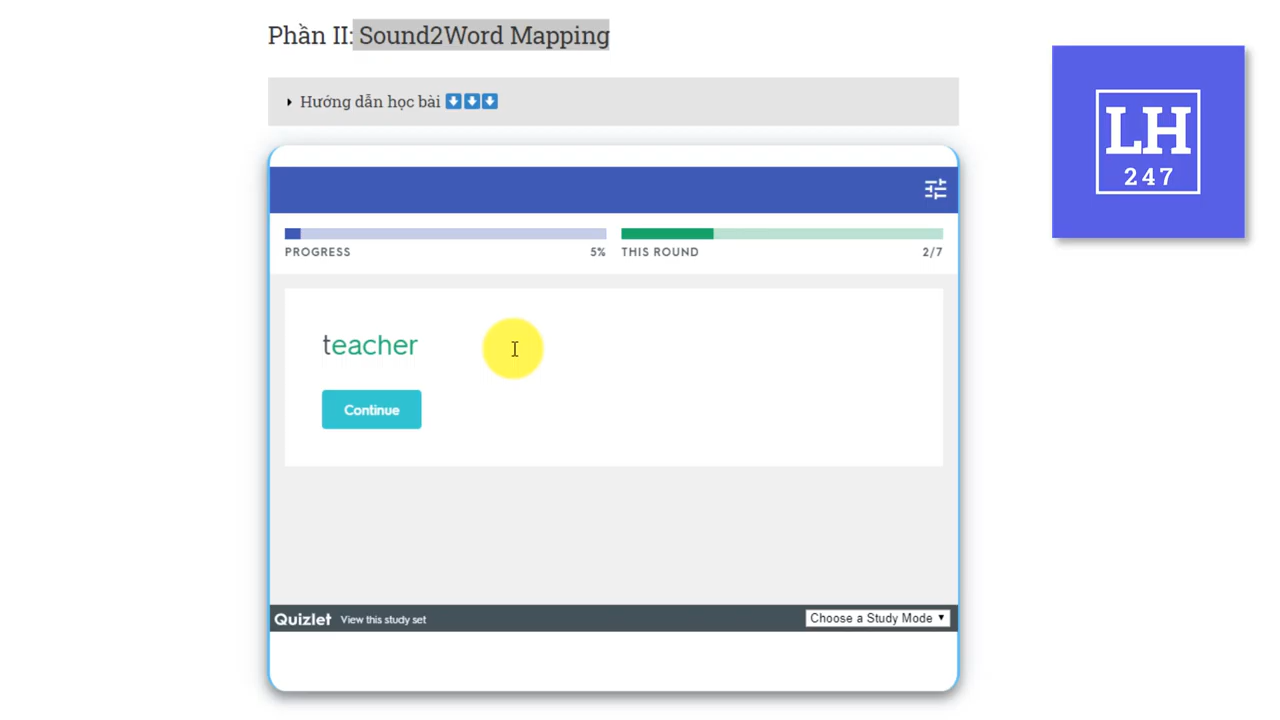 Phần II: Sound2Word Mapping
Hướng dẫn học bài
LH
247
PROGRESS 5% THIS ROUND 2/7
teacher
Continue
Quizlet View this study set Choose a Study Mode